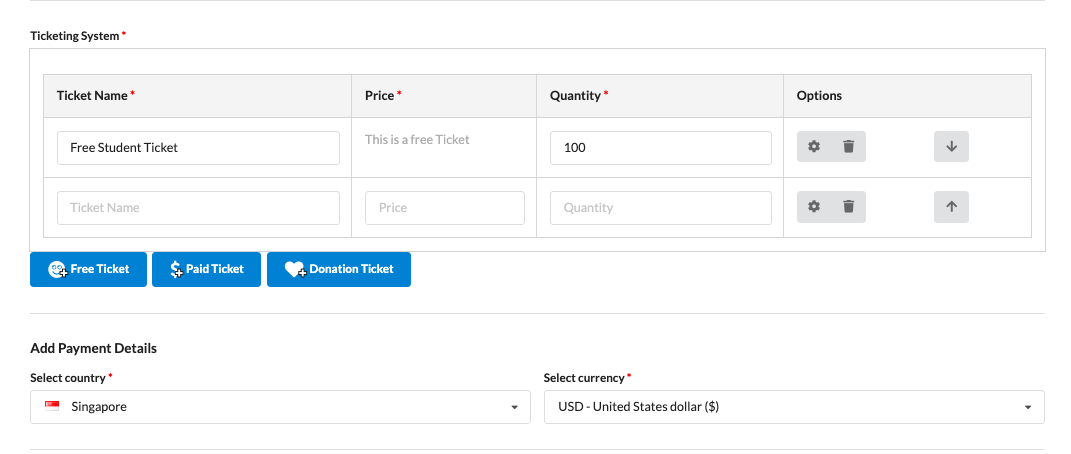 Ticketing System *
Ticket Name * Price * Quantity * Options
Free Student Ticket This is a free Ticket 100
Ticket Name Price Quantity
Free Ticket Paid Ticket Donation Ticket
Add Payment Details
Select country * Select currency *
Singapore USD - United States dollar ($)